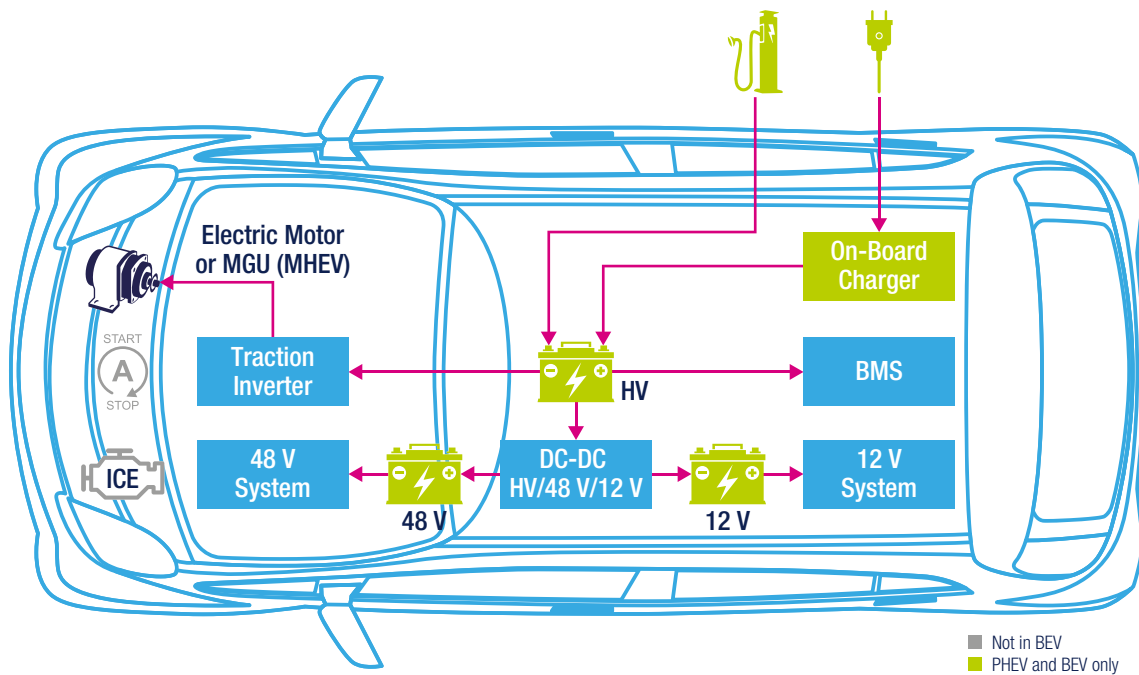 Electric Motor
or MGU (MHEV)
On-Board
Charger
START
A
STOP
Traction
Inverter
HV
BMS
ICE
48 V
System
48 V
DC-DC
HV/48 V/12 V
12 V
12 V
System
Not in BEV
PHEV and BEV only